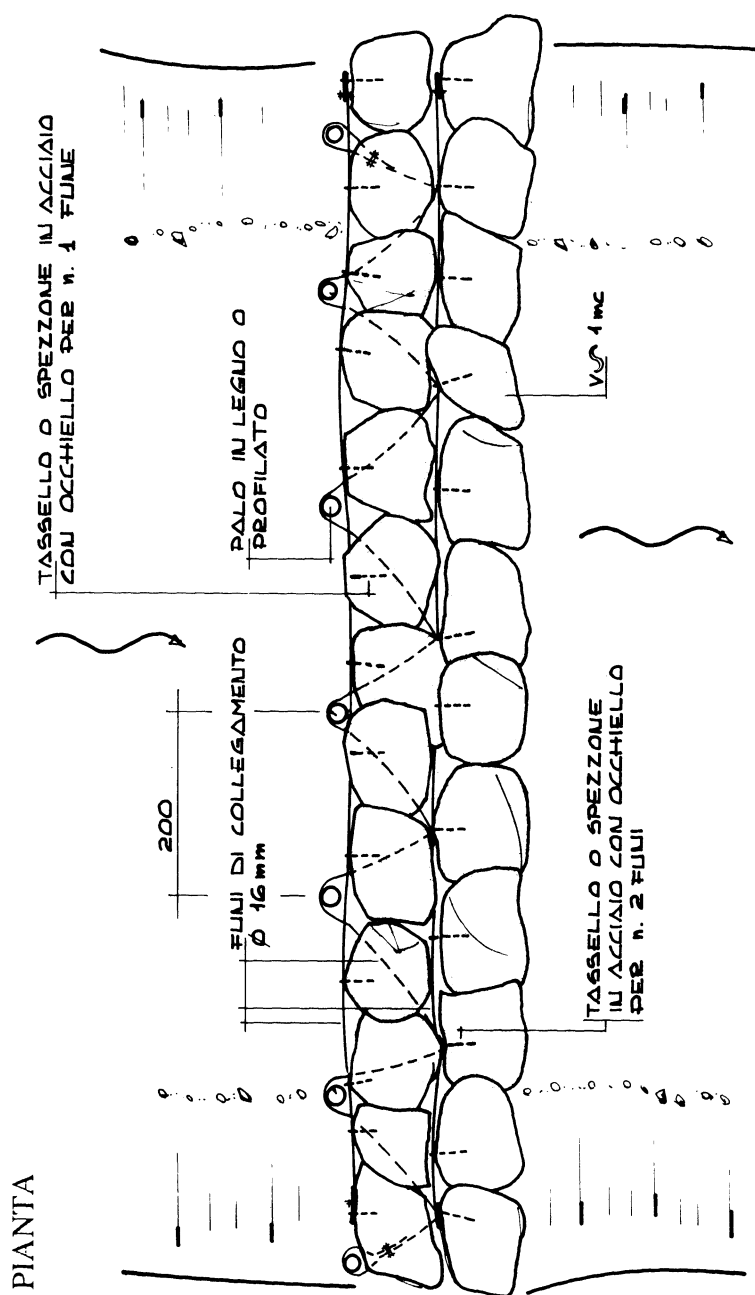 PIANTA
TASSELLO O SPEZZONE IN ACCIAIO
CON OCCHIELLO PER n. 1 FUNE
PALO IN LEGNO O
PROFILATO
FUNI DI COLLEGAMENTO
Ø 16 mm
200
V∽ 1 mc
TASSELLO O SPEZZONE
IN ACCIAIO CON OCCHIELLO
PER n. 2 FUNI